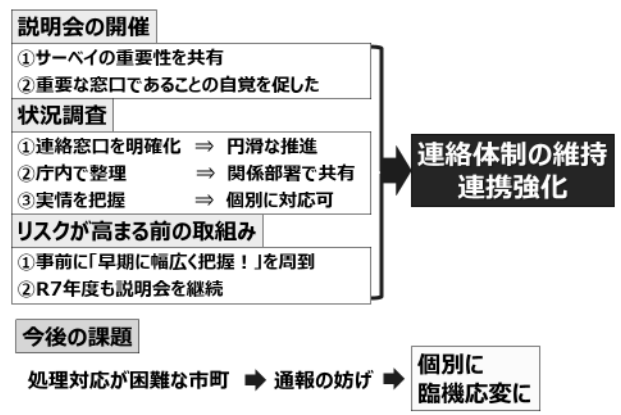 説明会の開催
①サーベイの重要性を共有
②重要な窓口であることの自覚を促した
状況調査
①連絡窓口を明確化 ⇒ 円滑な推進
②庁内で整理 ⇒ 関係部署で共有
③実情を把握 ⇒ 個別に対応可
リスクが高まる前の取組み
①事前に「早期に幅広く把握！」を周到
②R7年度も説明会を継続
連絡体制の維持
連携強化
今後の課題
処理対応が困難な市町 ➡ 通報の妨げ ➡
個別に
臨機応変に